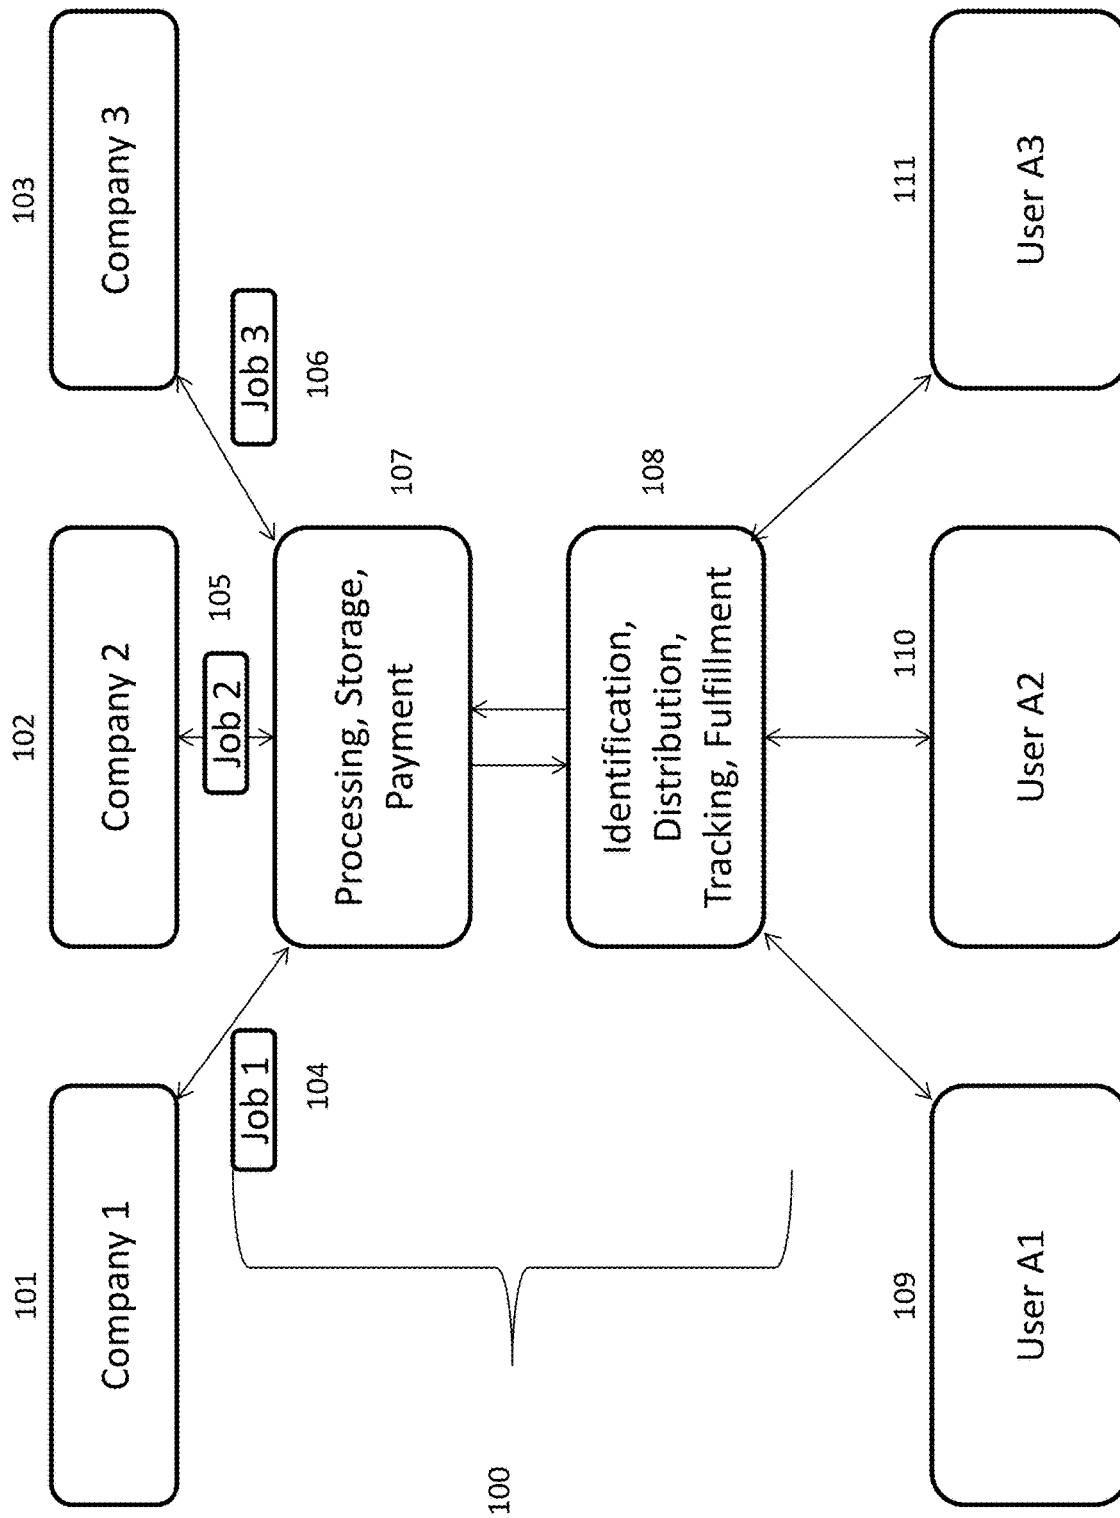 101
102
103
Company 1
Company 2
Company 3
Job 1
104
Job 2
105
Job 3
106
Processing, Storage,
Payment
107
100
Identification,
Distribution,
Tracking, Fulfillment
108
109
110
111
User A1
User A2
User A3